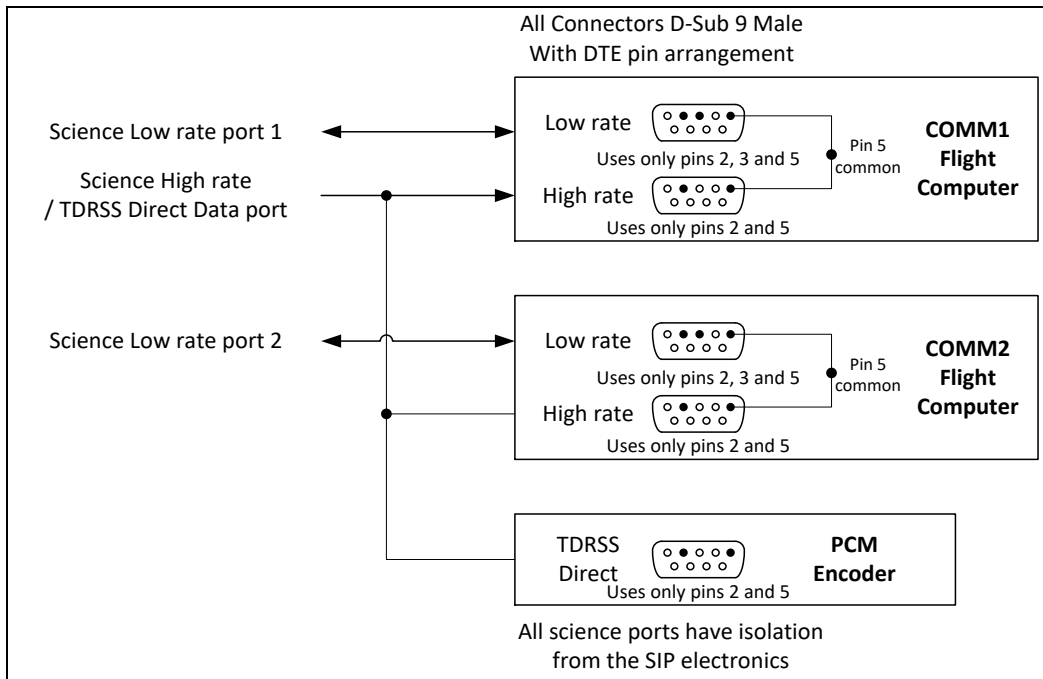 All Connectors D-Sub 9 Male
With DTE pin arrangement
Science Low rate port 1
Low rate
Uses only pins 2, 3 and 5
Pin 5
common
COMM1
Flight
Computer
Science High rate
/ TDRSS Direct Data port
High rate
Uses only pins 2 and 5
Science Low rate port 2
Low rate
Uses only pins 2, 3 and 5
Pin 5
common
COMM2
Flight
Computer
High rate
Uses only pins 2 and 5
TDRSS
Direct
Uses only pins 2 and 5
PCM
Encoder
All science ports have isolation
from the SIP electronics